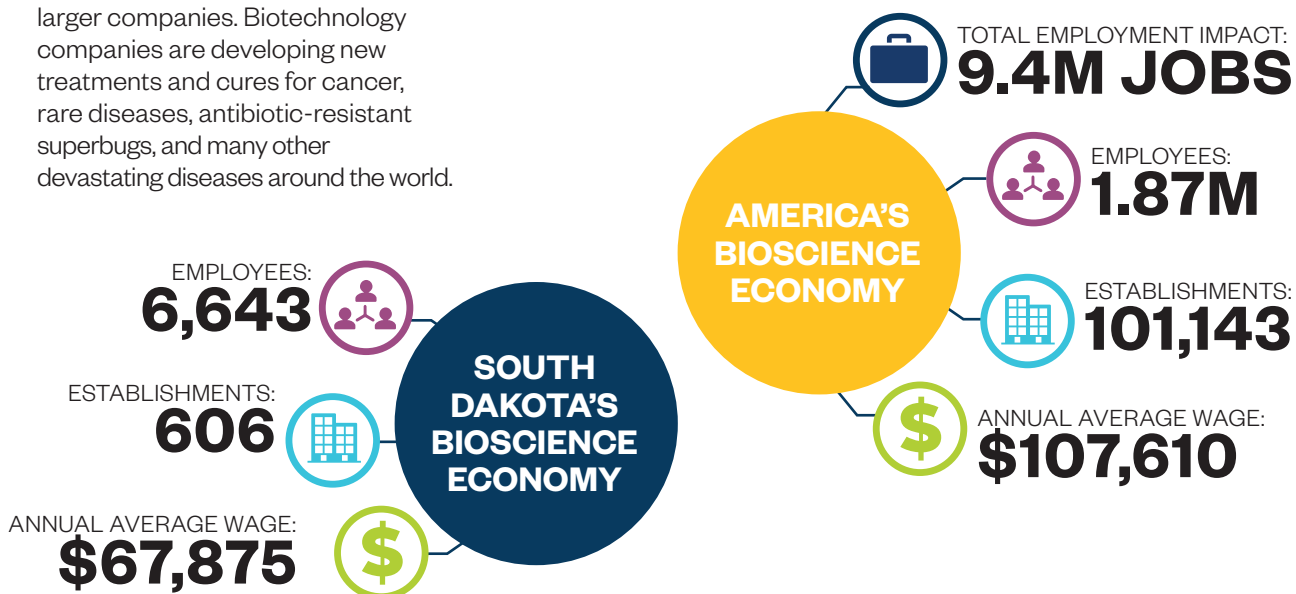 larger companies. Biotechnology
companies are developing new
treatments and cures for cancer,
rare diseases, antibiotic-resistant
superbugs, and many other
devastating diseases around the world.
EMPLOYEES:
6,643
ESTABLISHMENTS:
606
ANNUAL AVERAGE WAGE:
$67,875
$
SOUTH
DAKOTA'S
BIOSCIENCE
ECONOMY
AMERICA'S
BIOSCIENCE
ECONOMY
TOTAL EMPLOYMENT IMPACT:
9.4M JOBS
EMPLOYEES:
1.87M
ESTABLISHMENTS:
101,143
$
ANNUAL AVERAGE WAGE:
$107,610